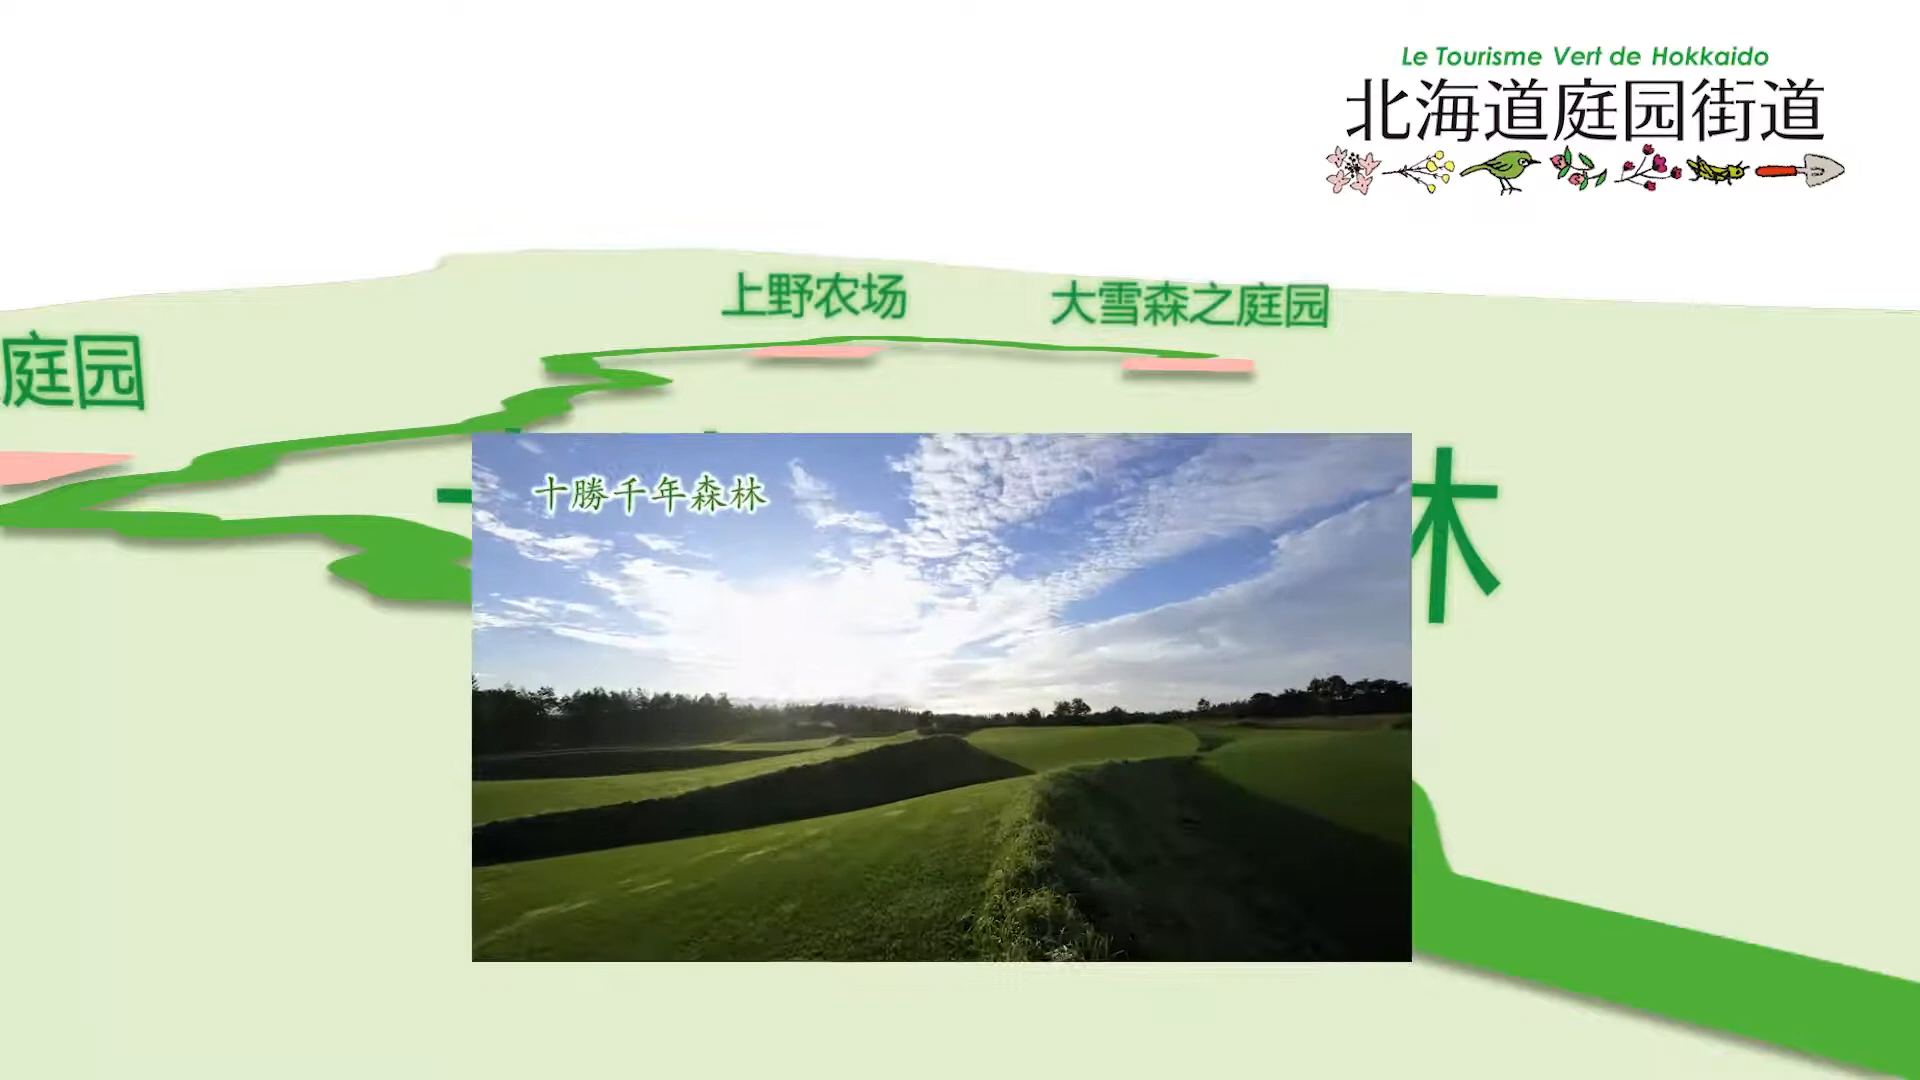 Le Tourisme Vert de Hokkaido
北海道庭园街道
上野农场
大雪森之庭园
庭园
十勝千年森林
林